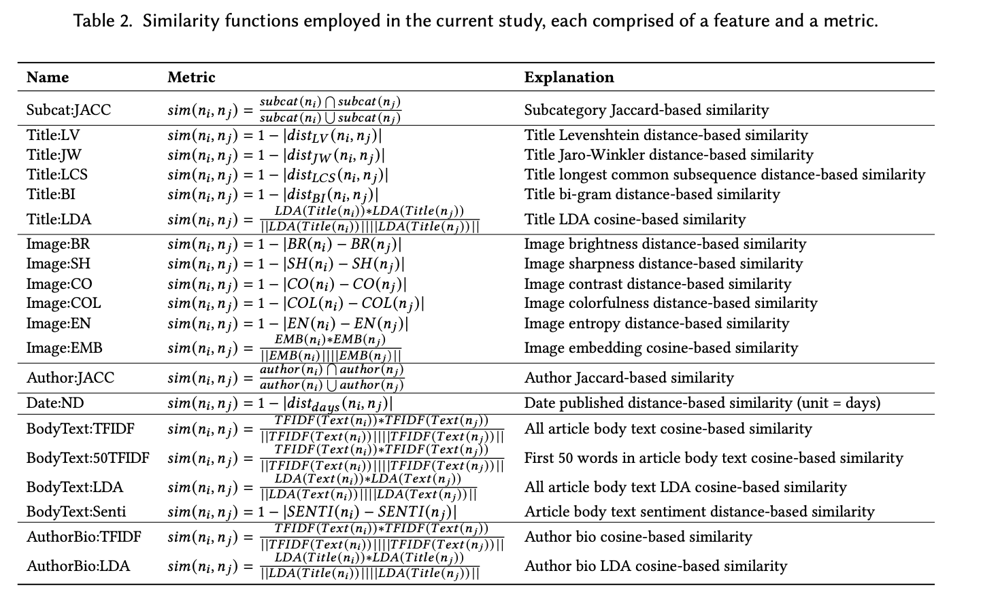 Table 2. Similarity functions employed in the current study, each comprised of a feature and a metric.
Name Metric Explanation
Subcat:JACC sim(n_i, n_j) = subcat(n_i) ⋂ subcat(n_j) / subcat(n_i) ⋃ subcat(n_j) Subcategory Jaccard-based similarity
Title:LV sim(n_i, n_j) = 1 − |dist_LV(n_i, n_j)| Title Levenshtein distance-based similarity
Title:JW sim(n_i, n_j) = 1 − |dist_JW(n_i, n_j)| Title Jaro-Winkler distance-based similarity
Title:LCS sim(n_i, n_j) = 1 − |dist_LCS(n_i, n_j)| Title longest common subsequence distance-based similarity
Title:BI sim(n_i, n_j) = 1 − |dist_BI(n_i, n_j)| Title bi-gram distance-based similarity
Title:LDA sim(n_i, n_j) = LDA(Title(n_i))*LDA(Title(n_j)) / ||LDA(Title(n_i))||||LDA(Title(n_j))|| Title LDA cosine-based similarity
Image:BR sim(n_i, n_j) = 1 − |BR(n_i) − BR(n_j)| Image brightness distance-based similarity
Image:SH sim(n_i, n_j) = 1 − |SH(n_i) − SH(n_j)| Image sharpness distance-based similarity
Image:CO sim(n_i, n_j) = 1 − |CO(n_i) − CO(n_j)| Image contrast distance-based similarity
Image:COL sim(n_i, n_j) = 1 − |COL(n_i) − COL(n_j)| Image colorfulness distance-based similarity
Image:EN sim(n_i, n_j) = 1 − |EN(n_i) − EN(n_j)| Image entropy distance-based similarity
Image:EMB sim(n_i, n_j) = EMB(n_i)*EMB(n_j) / ||EMB(n_i)||||EMB(n_j)|| Image embedding cosine-based similarity
Author:JACC sim(n_i, n_j) = author(n_i) ⋂ author(n_j) / author(n_i) ⋃ author(n_j) Author Jaccard-based similarity
Date:ND sim(n_i, n_j) = 1 − |dist_days(n_i, n_j)| Date published distance-based similarity (unit = days)
BodyText:TFIDF sim(n_i, n_j) = TFIDF(Text(n_i))*TFIDF(Text(n_j)) / ||TFIDF(Text(n_i))||||TFIDF(Text(n_j))|| All article body text cosine-based similarity
BodyText:50TFIDF sim(n_i, n_j) = TFIDF(Text(n_i))*TFIDF(Text(n_j)) / ||TFIDF(Text(n_i))||||TFIDF(Text(n_j))|| First 50 words in article body text cosine-based similarity
BodyText:LDA sim(n_i, n_j) = LDA(Text(n_i))*LDA(Text(n_j)) / ||LDA(Text(n_i))||||LDA(Text(n_j))|| All article body text LDA cosine-based similarity
BodyText:Senti sim(n_i, n_j) = 1 − |SENTI(n_i) − SENTI(n_j)| Article body text sentiment distance-based similarity
AuthorBio:TFIDF sim(n_i, n_j) = TFIDF(Text(n_i))*TFIDF(Text(n_j)) / ||TFIDF(Text(n_i))||||TFIDF(Text(n_j))|| Author bio cosine-based similarity
AuthorBio:LDA sim(n_i, n_j) = LDA(Title(n_i))*LDA(Title(n_j)) / ||LDA(Title(n_i))||||LDA(Title(n_j))|| Author bio LDA cosine-based similarity